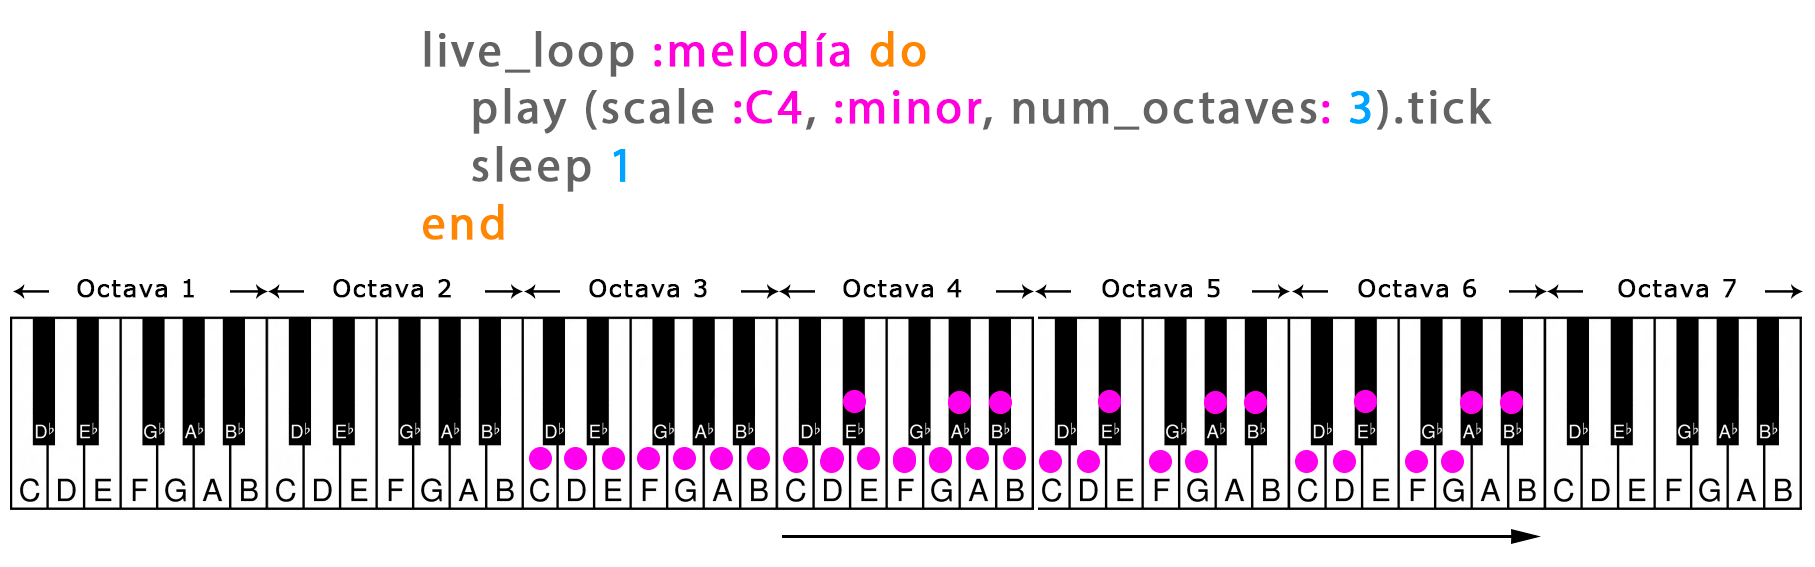 live_loop :melodía do
play (scale :C4, :minor, num_octaves: 3).tick
sleep 1
end
Octava 1 Octava 2 Octava 3 Octava 4 Octava 5 Octava 6 Octava 7
D♭ E♭ G♭ A♭ B♭ D♭ E♭ G♭ A♭ B♭ D♭ E♭ G♭ A♭ B♭ D♭ E♭ G♭ A♭ B♭ D♭ E♭ G♭ A♭ B♭ D♭ E♭ G♭ A♭ B♭ D♭ E♭ G♭ A♭ B♭
C D E F G A B C D E F G A B C D E F G A B C D E F G A B C D E F G A B C D E F G A B C D E F G A B